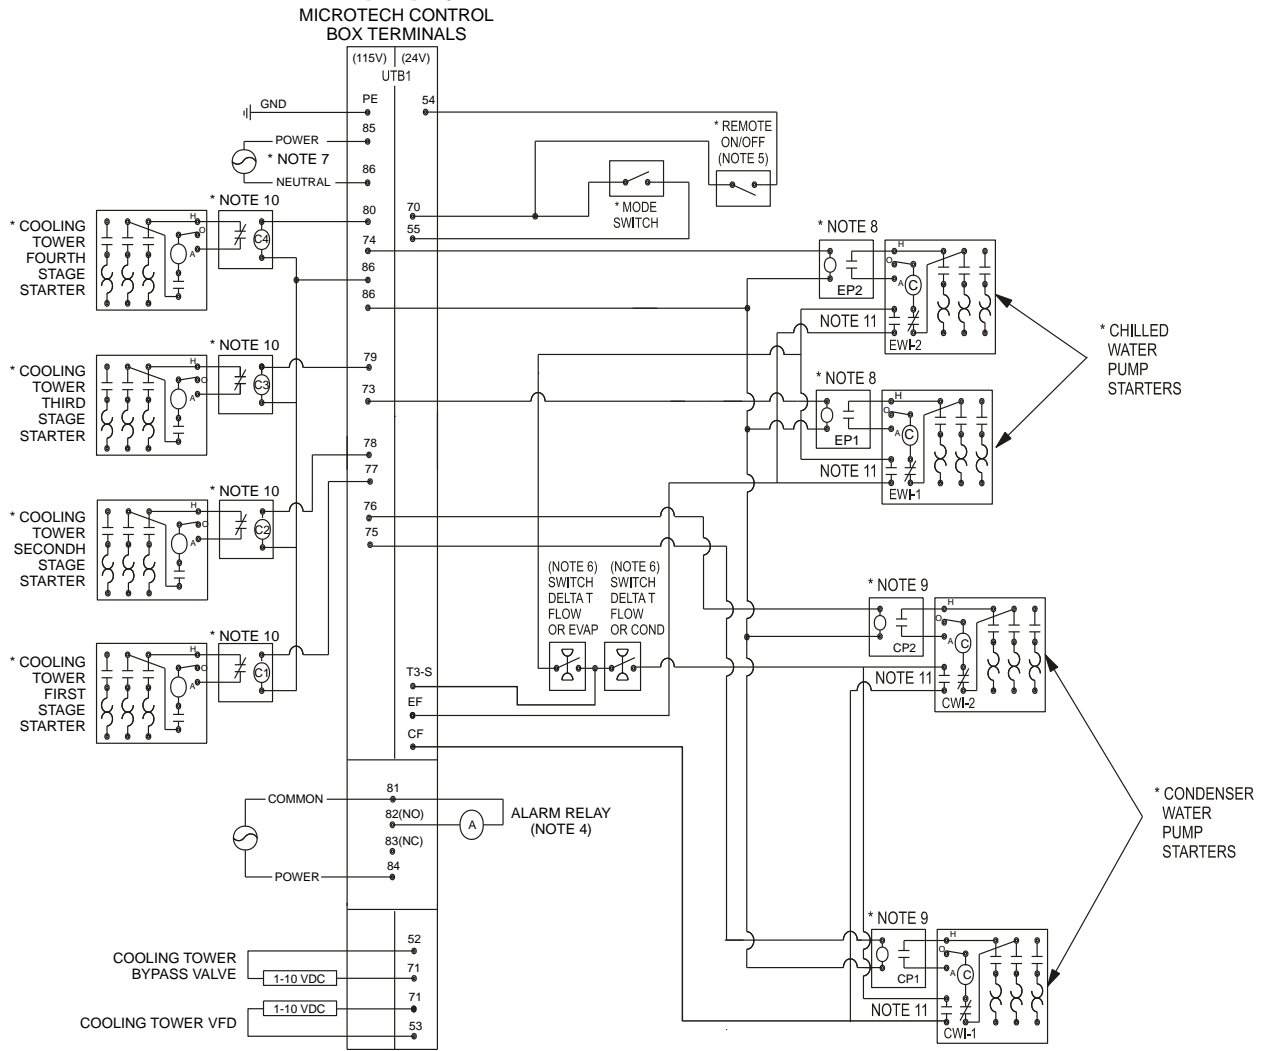 MICROTECH CONTROL
BOX TERMINALS
(115V) (24V)
UTB1
GND
PE
54
85
POWER
* NOTE 7
86
NEUTRAL
* REMOTE
ON/OFF
(NOTE 5)
* MODE
SWITCH
* NOTE 10
80
70
55
74
86
86
* COOLING
TOWER
FOURTH
STAGE
STARTER
H
O
A
C4
* NOTE 8
EP2
H
O
A
C
NOTE 11
EWI-2
* CHILLED
WATER
PUMP
STARTERS
* NOTE 10
79
73
* COOLING
TOWER
THIRD
STAGE
STARTER
H
O
A
C3
* NOTE 8
EP1
H
O
A
C
NOTE 11
EWI-1
78
77
76
75
* NOTE 10
* COOLING
TOWER
SECONDH
STAGE
STARTER
H
O
A
C2
(NOTE 6)
SWITCH
DELTA T
FLOW
OR EVAP
(NOTE 6)
SWITCH
DELTA T
FLOW
OR COND
* NOTE 9
CP2
H
O
A
C
NOTE 11
CWI-2
* NOTE 10
* COOLING
TOWER
FIRST
STAGE
STARTER
H
O
A
C1
T3-S
EF
CF
81
COMMON
82(NO)
A
ALARM RELAY
(NOTE 4)
83(NC)
84
POWER
* CONDENSER
WATER
PUMP
STARTERS
* NOTE 9
CP1
H
O
A
C
NOTE 11
CWI-1
52
COOLING TOWER
BYPASS VALVE
1-10 VDC
71
71
1-10 VDC
COOLING TOWER VFD
53